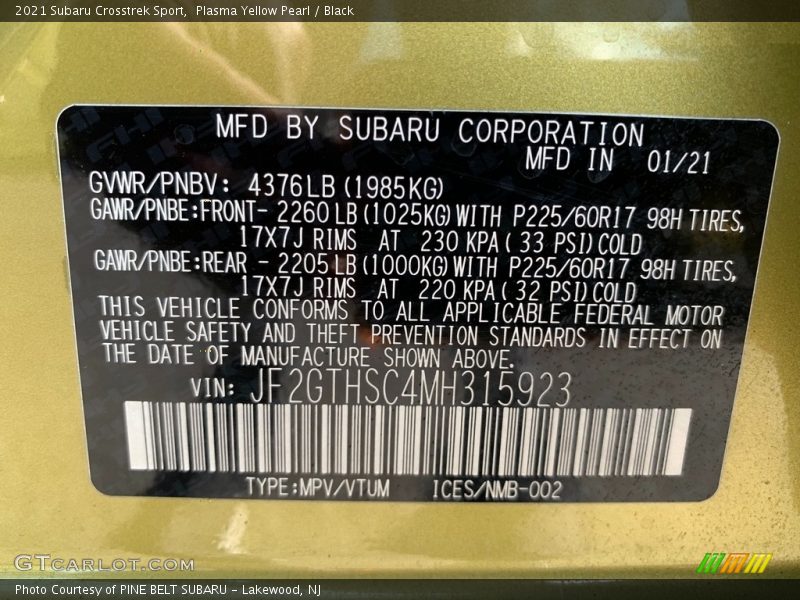 2021 Subaru Crosstrek Sport, Plasma Yellow Pearl / Black
MFD BY SUBARU CORPORATION
MFD IN 01/21
GVWR/PNBV: 4376LB (1985KG)
GAWR/PNBE:FRONT- 2260 LB (1025KG) WITH P225/60R17 98H TIRES,
17X7J RIMS AT 230 KPA ( 33 PSI) COLD
GAWR/PNBE:REAR - 2205 LB (1000KG) WITH P225/60R17 98H TIRES,
17X7J RIMS AT 220 KPA ( 32 PSI) COLD
THIS VEHICLE CONFORMS TO ALL APPLICABLE FEDERAL MOTOR
VEHICLE SAFETY AND THEFT PREVENTION STANDARDS IN EFFECT ON
THE DATE OF MANUFACTURE SHOWN ABOVE.
VIN: JF2GTHSC4MH315923
TYPE:MPV/VTUM ICES/NMB-002
GTCarLot.com
Photo Courtesy of PINE BELT SUBARU - Lakewood, NJ